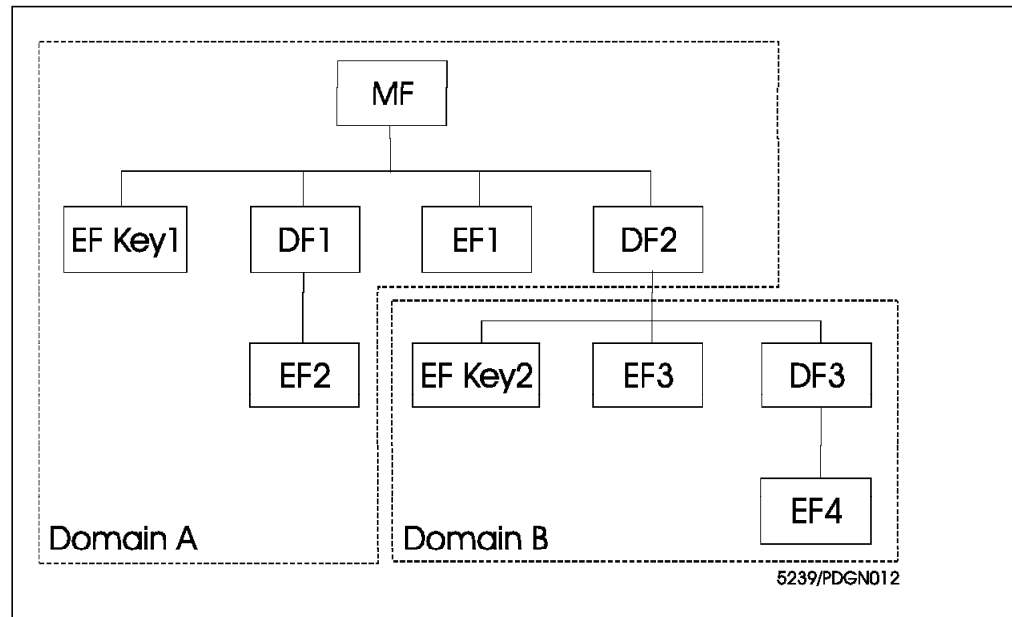 MF
EF Key1
DF1
EF1
DF2
EF2
EF Key2
EF3
DF3
EF4
Domain A
Domain B
5239/PDGN012